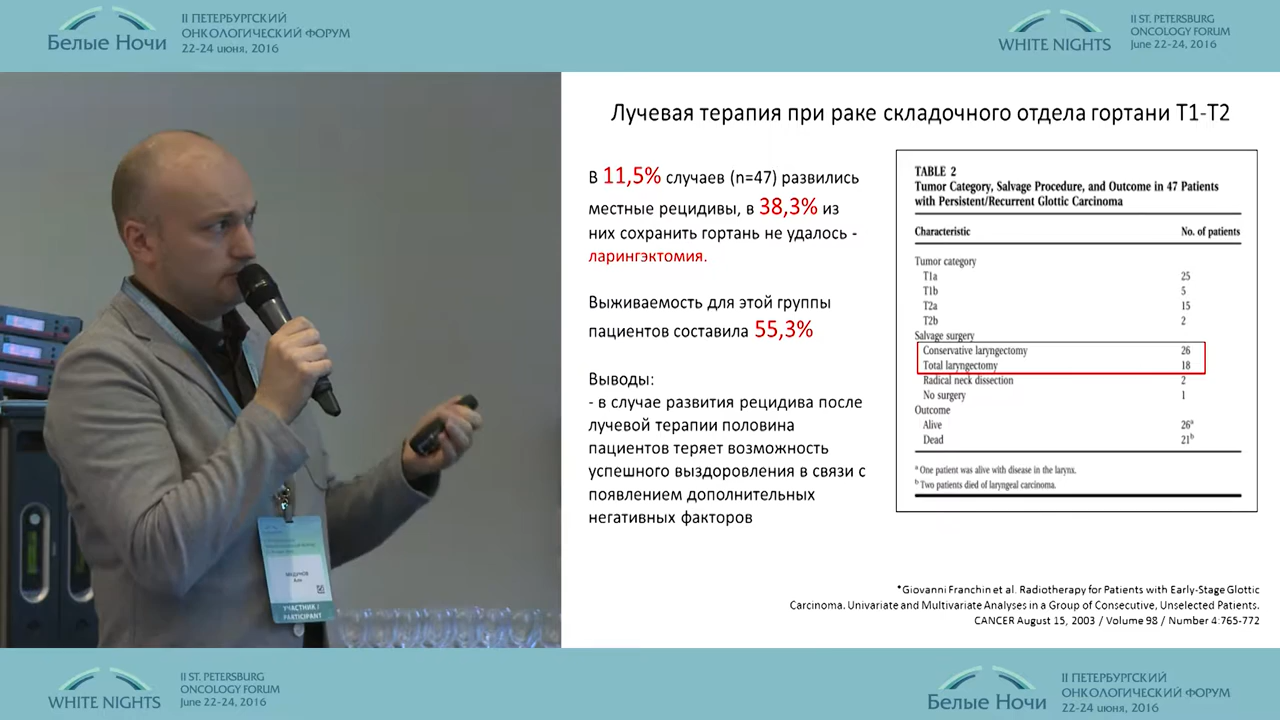 II ПЕТЕРБУРГСКИЙ
ОНКОЛОГИЧЕСКИЙ ФОРУМ
Белые Ночи
22-24 июня, 2016
II ST. PETERSBURG
ONCOLOGY FORUM
WHITE NIGHTS
June 22-24, 2016
Лучевая терапия при раке складочного отдела гортани Т1-Т2
В 11,5% случаев (n=47) развились
местные рецидивы, в 38,3% из
них сохранить гортань не удалось -
ларингэктомия.
Выживаемость для этой группы
пациентов составила 55,3%
Выводы:
- в случае развития рецидива после
лучевой терапии половина
пациентов теряет возможность
успешного выздоровления в связи с
появлением дополнительных
негативных факторов
TABLE 2
Tumor Category, Salvage Procedure, and Outcome in 47 Patients
with Persistent/Recurrent Glottic Carcinoma
Characteristic No. of patients
Tumor category
T1a 25
T1b 5
T2a 15
T2b 2
Salvage surgery
Conservative laryngectomy 26
Total laryngectomy 18
Radical neck dissection 2
No surgery 1
Outcome
Alive 26ᵃ
Dead 21ᵇ
ᵃ One patient was alive with disease in the larynx.
ᵇ Two patients died of laryngeal carcinoma.
*Giovanni Franchin et al. Radiotherapy for Patients with Early-Stage Glottic
Carcinoma. Univariate and Multivariate Analyses in a Group of Consecutive, Unselected Patients.
CANCER August 15, 2003 / Volume 98 / Number 4:765-772
УЧАСТНИК /
PARTICIPANT
II ST. PETERSBURG
ONCOLOGY FORUM
WHITE NIGHTS
June 22-24, 2016
II ПЕТЕРБУРГСКИЙ
ОНКОЛОГИЧЕСКИЙ ФОРУМ
Белые Ночи
22-24 июня, 2016